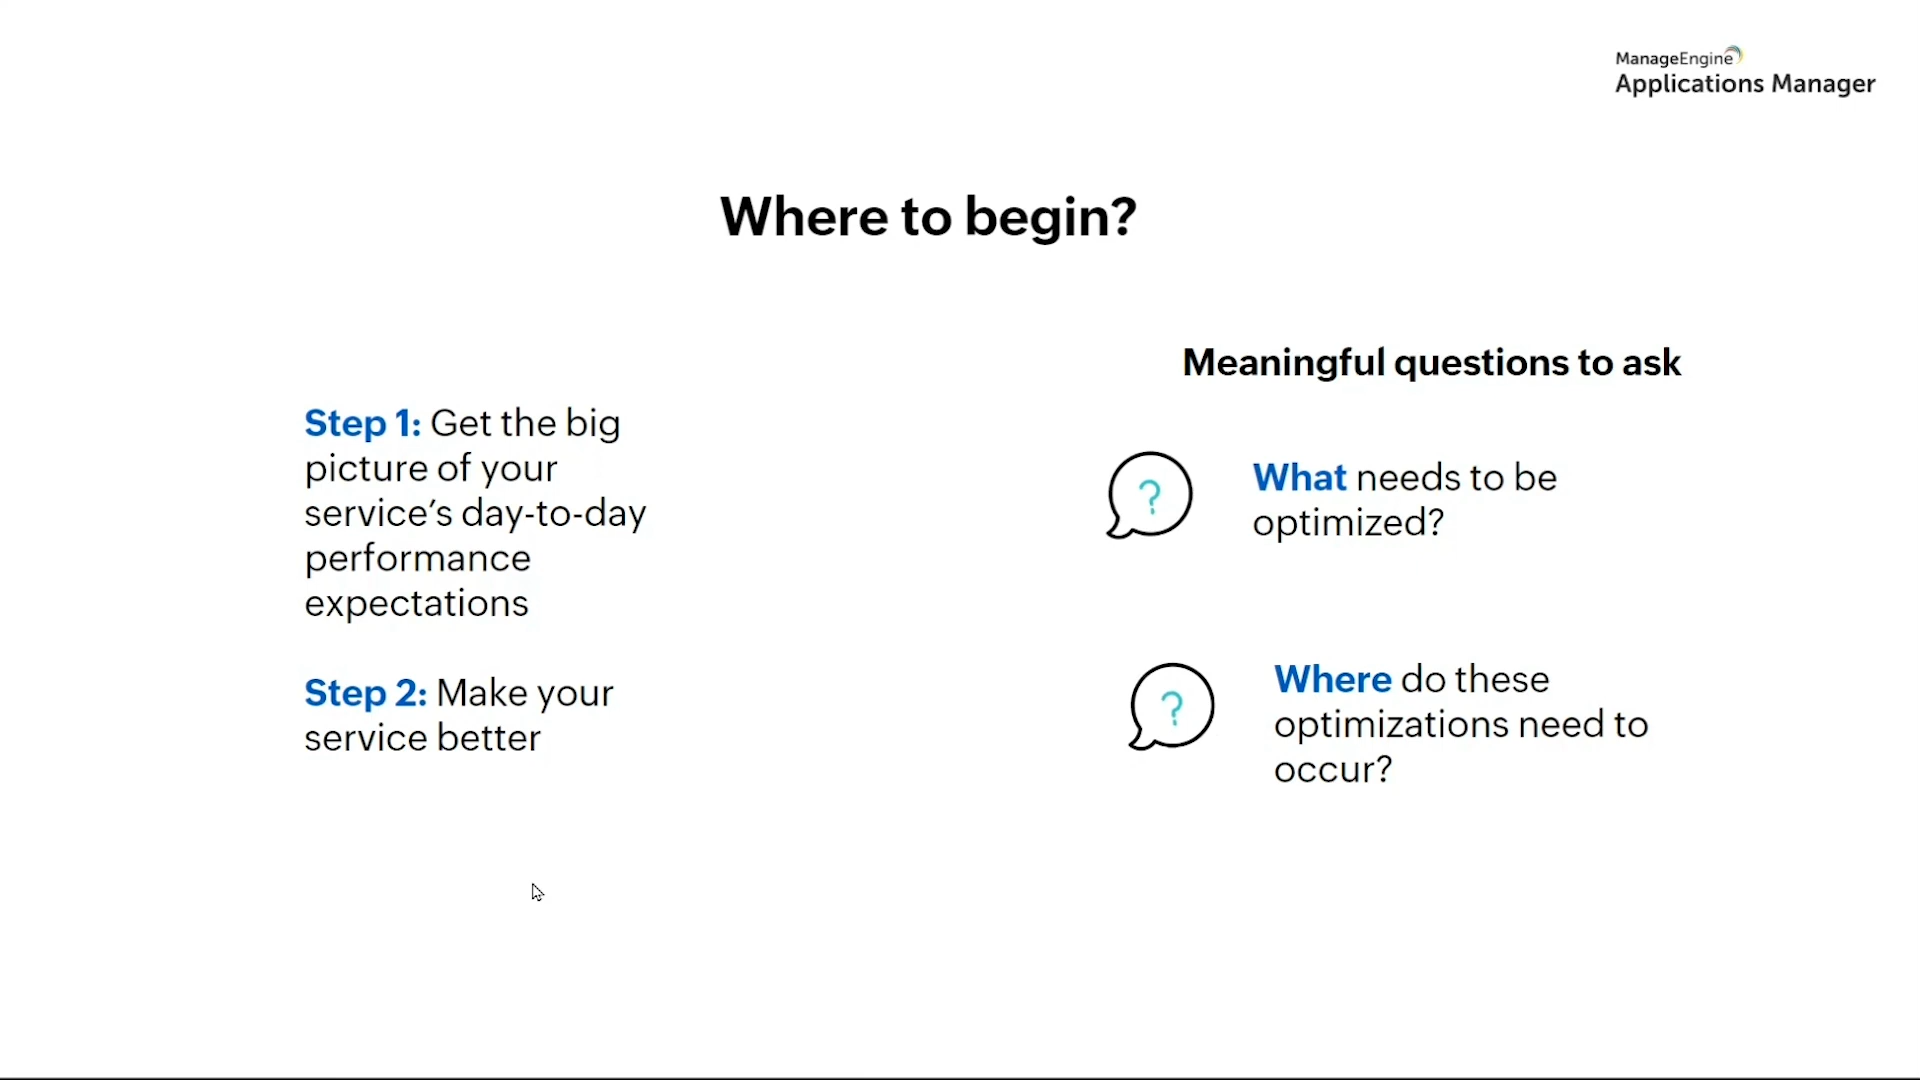 ManageEngine
Applications Manager
Where to begin?
Step 1: Get the big
picture of your
service's day-to-day
performance
expectations
Step 2: Make your
service better
Meaningful questions to ask
?
What needs to be
optimized?
?
Where do these
optimizations need to
occur?